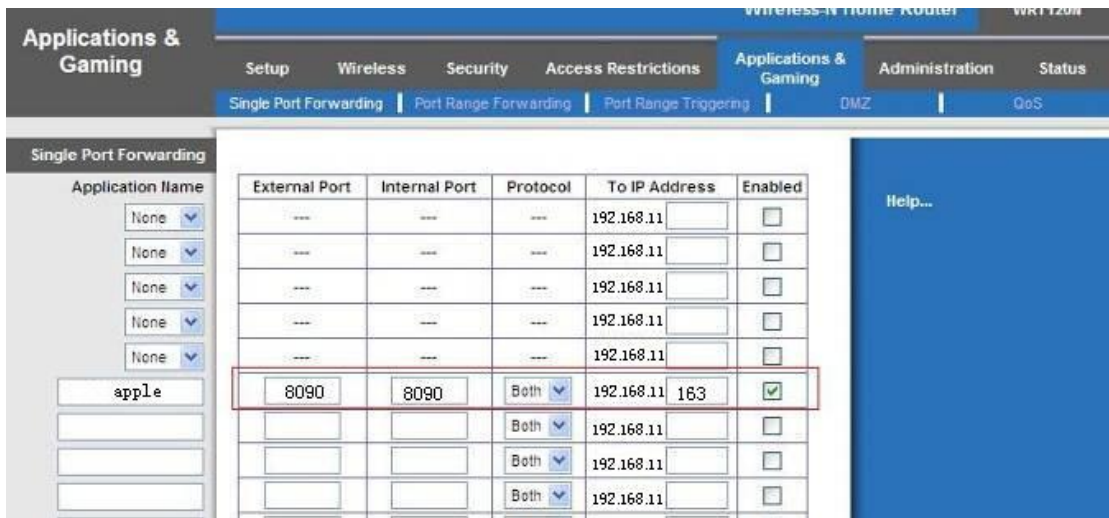 Wireless-N Home Router WRT120N
Applications & Gaming
Setup Wireless Security Access Restrictions Applications & Gaming Administration Status
Single Port Forwarding Port Range Forwarding Port Range Triggering DMZ QoS
Single Port Forwarding
Application Name External Port Internal Port Protocol To IP Address Enabled
Help...
None --- --- --- 192.168.11
None --- --- --- 192.168.11
None --- --- --- 192.168.11
None --- --- --- 192.168.11
None --- --- --- 192.168.11
apple 8090 8090 Both 192.168.11 163
Both 192.168.11
Both 192.168.11
Both 192.168.11